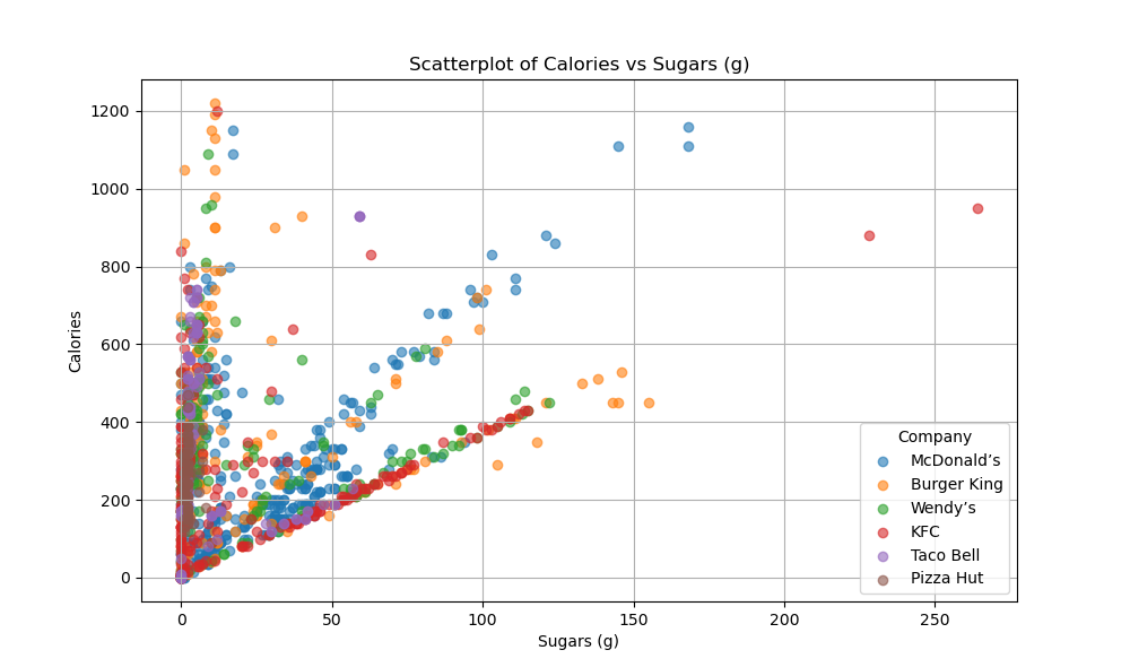 Scatterplot of Calories vs Sugars (g)
1200
1000
800
600
400
200
0
Calories
0 50 100 150 200 250
Sugars (g)
Company
McDonald’s
Burger King
Wendy’s
KFC
Taco Bell
Pizza Hut